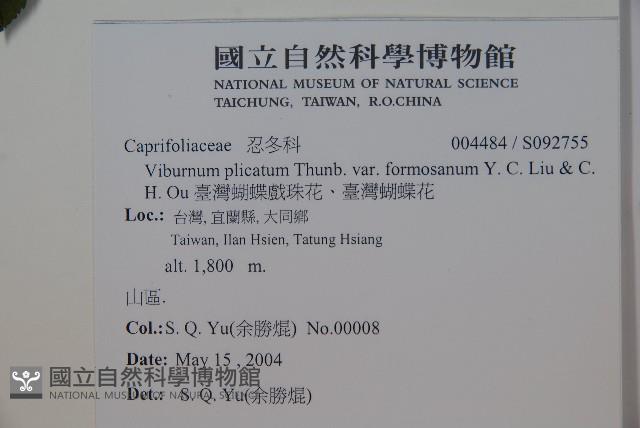 國立自然科學博物館
NATIONAL MUSEUM OF NATURAL SCIENCE
TAICHUNG, TAIWAN, R.O.CHINA
Caprifoliaceae 忍冬科 004484 / S092755
Viburnum plicatum Thunb. var. formosanum Y. C. Liu & C.
H. Ou 臺灣蝴蝶戲珠花、臺灣蝴蝶花
Loc.: 台灣, 宜蘭縣, 大同鄉
Taiwan, Ilan Hsien, Tatung Hsiang
alt. 1,800 m.
山區.
Col.: S. Q. Yu(余勝焜) No.00008
Date: May 15 , 2004
國立自然科學博物館
NATIONAL MUSEUM OF NATURAL SCIENCE
Det.: S. Q. Yu(余勝焜)